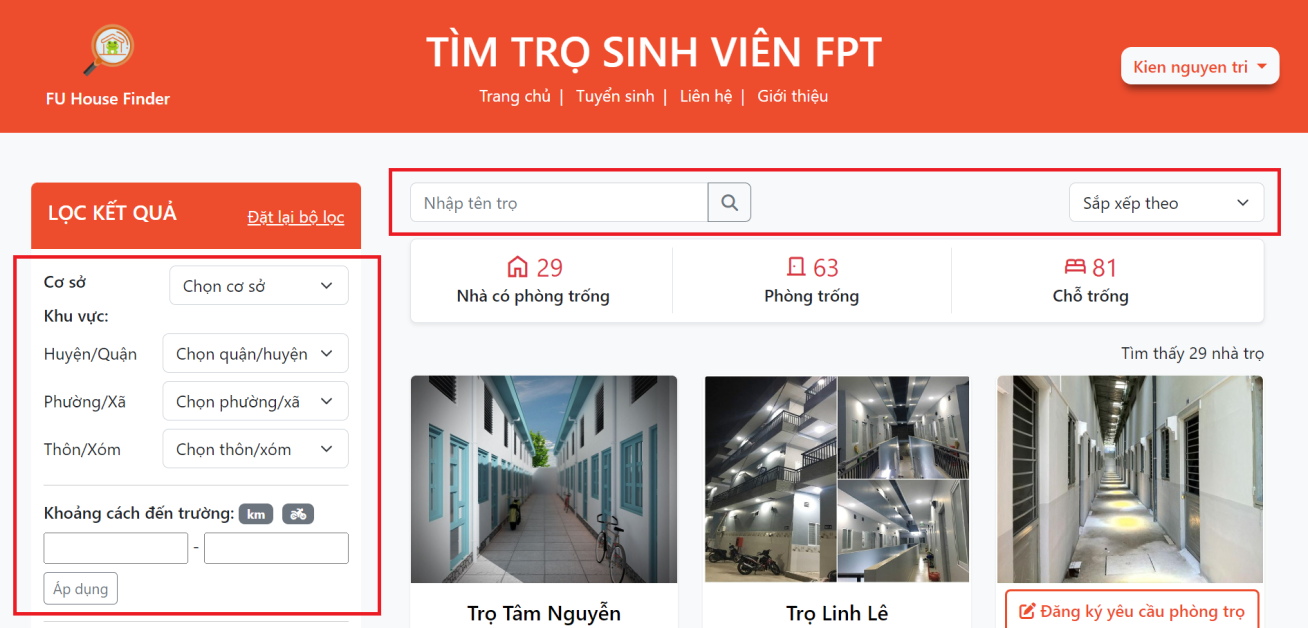 TÌM TRỌ SINH VIÊN FPT
Kien nguyen tri
FU House Finder
Trang chủ | Tuyển sinh | Liên hệ | Giới thiệu
LỌC KẾT QUẢ
Đặt lại bộ lọc
Nhập tên trọ
Sắp xếp theo
Cơ sở
Chọn cơ sở
Khu vực:
Huyện/Quận
Chọn quận/huyện
Phường/Xã
Chọn phường/xã
Thôn/Xóm
Chọn thôn/xóm
Khoảng cách đến trường: km
-
Áp dụng
29
Nhà có phòng trống
63
Phòng trống
81
Chỗ trống
Tìm thấy 29 nhà trọ
Trọ Tâm Nguyễn
Trọ Linh Lê
Đăng ký yêu cầu phòng trọ